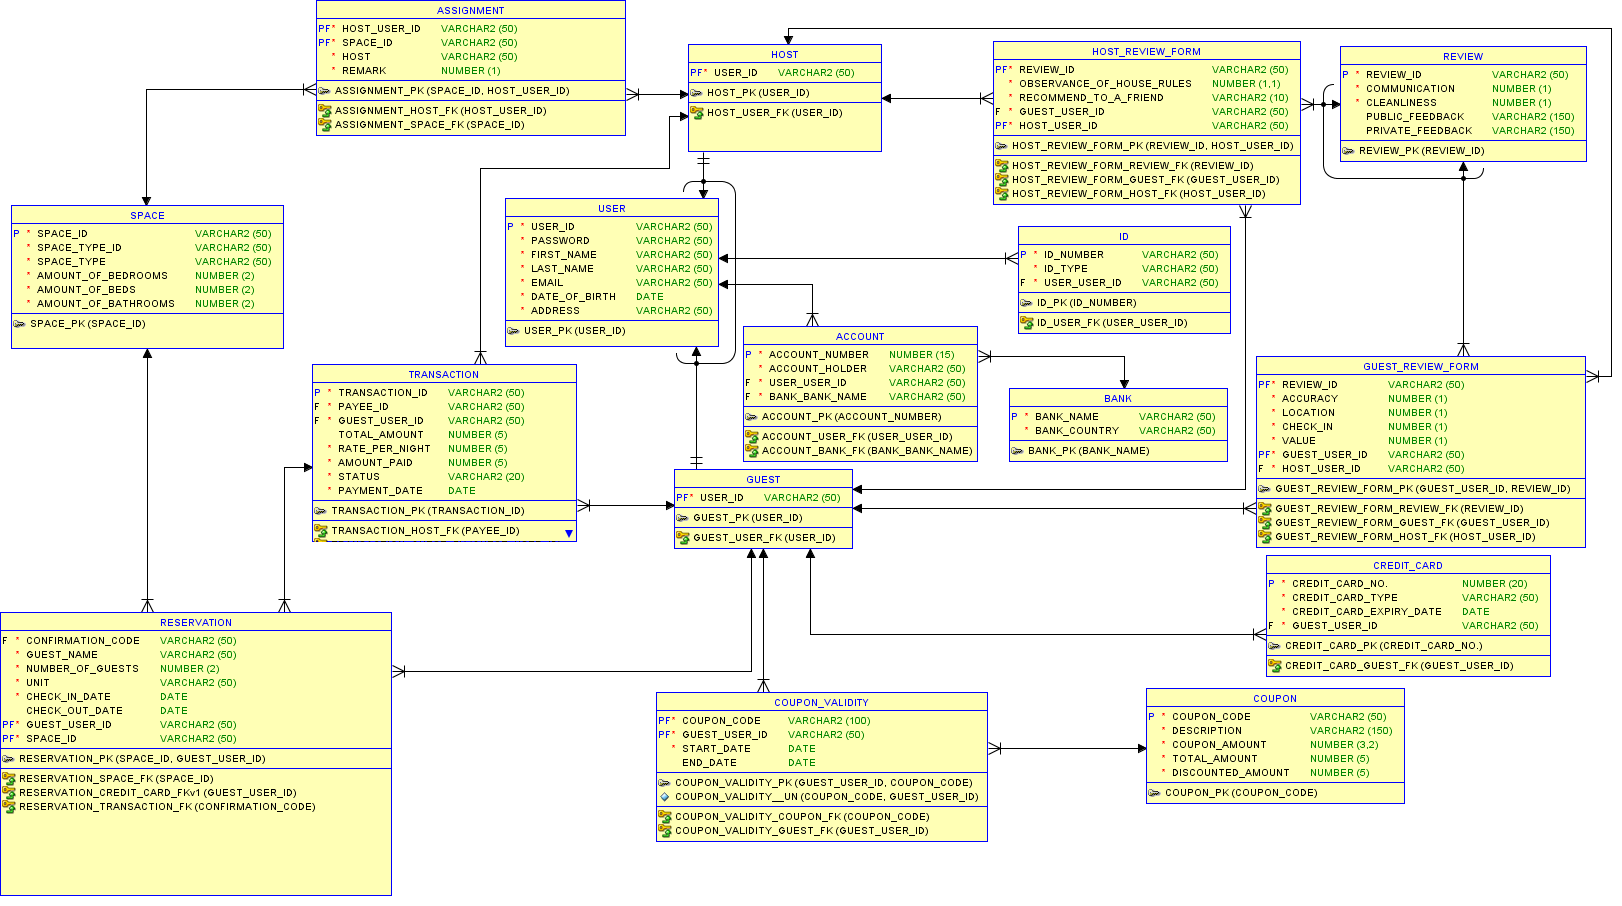 ASSIGNMENT
PF* HOST_USER_ID VARCHAR2 (50)
PF* SPACE_ID VARCHAR2 (50)
* HOST VARCHAR2 (50)
* REMARK NUMBER (1)
ASSIGNMENT_PK (SPACE_ID, HOST_USER_ID)
ASSIGNMENT_HOST_FK (HOST_USER_ID)
ASSIGNMENT_SPACE_FK (SPACE_ID)
HOST
PF* USER_ID VARCHAR2 (50)
HOST_PK (USER_ID)
HOST_USER_FK (USER_ID)
HOST_REVIEW_FORM
PF* REVIEW_ID VARCHAR2 (50)
* OBSERVANCE_OF_HOUSE_RULES NUMBER (1,1)
* RECOMMEND_TO_A_FRIEND VARCHAR2 (10)
F * GUEST_USER_ID VARCHAR2 (50)
PF* HOST_USER_ID VARCHAR2 (50)
HOST_REVIEW_FORM_PK (REVIEW_ID, HOST_USER_ID)
HOST_REVIEW_FORM_REVIEW_FK (REVIEW_ID)
HOST_REVIEW_FORM_GUEST_FK (GUEST_USER_ID)
HOST_REVIEW_FORM_HOST_FK (HOST_USER_ID)
REVIEW
P * REVIEW_ID VARCHAR2 (50)
* COMMUNICATION NUMBER (1)
* CLEANLINESS NUMBER (1)
PUBLIC_FEEDBACK VARCHAR2 (150)
PRIVATE_FEEDBACK VARCHAR2 (150)
REVIEW_PK (REVIEW_ID)
SPACE
P * SPACE_ID VARCHAR2 (50)
* SPACE_TYPE_ID VARCHAR2 (50)
* SPACE_TYPE VARCHAR2 (50)
* AMOUNT_OF_BEDROOMS NUMBER (2)
* AMOUNT_OF_BEDS NUMBER (2)
* AMOUNT_OF_BATHROOMS NUMBER (2)
SPACE_PK (SPACE_ID)
USER
P * USER_ID VARCHAR2 (50)
* PASSWORD VARCHAR2 (50)
* FIRST_NAME VARCHAR2 (50)
* LAST_NAME VARCHAR2 (50)
* EMAIL VARCHAR2 (50)
* DATE_OF_BIRTH DATE
* ADDRESS VARCHAR2 (50)
USER_PK (USER_ID)
ID
P * ID_NUMBER VARCHAR2 (50)
* ID_TYPE VARCHAR2 (50)
F * USER_USER_ID VARCHAR2 (50)
ID_PK (ID_NUMBER)
ID_USER_FK (USER_USER_ID)
ACCOUNT
P * ACCOUNT_NUMBER NUMBER (15)
* ACCOUNT_HOLDER VARCHAR2 (50)
F * USER_USER_ID VARCHAR2 (50)
F * BANK_BANK_NAME VARCHAR2 (50)
ACCOUNT_PK (ACCOUNT_NUMBER)
ACCOUNT_USER_FK (USER_USER_ID)
ACCOUNT_BANK_FK (BANK_BANK_NAME)
BANK
P * BANK_NAME VARCHAR2 (50)
* BANK_COUNTRY VARCHAR2 (50)
BANK_PK (BANK_NAME)
TRANSACTION
P * TRANSACTION_ID VARCHAR2 (50)
F * PAYEE_ID VARCHAR2 (50)
F * GUEST_USER_ID VARCHAR2 (50)
TOTAL_AMOUNT NUMBER (5)
* RATE_PER_NIGHT NUMBER (5)
* AMOUNT_PAID NUMBER (5)
* STATUS VARCHAR2 (20)
* PAYMENT_DATE DATE
TRANSACTION_PK (TRANSACTION_ID)
TRANSACTION_HOST_FK (PAYEE_ID)
GUEST
PF* USER_ID VARCHAR2 (50)
GUEST_PK (USER_ID)
GUEST_USER_FK (USER_ID)
GUEST_REVIEW_FORM
PF* REVIEW_ID VARCHAR2 (50)
* ACCURACY NUMBER (1)
* LOCATION NUMBER (1)
* CHECK_IN NUMBER (1)
* VALUE NUMBER (1)
PF* GUEST_USER_ID VARCHAR2 (50)
F * HOST_USER_ID VARCHAR2 (50)
GUEST_REVIEW_FORM_PK (GUEST_USER_ID, REVIEW_ID)
GUEST_REVIEW_FORM_REVIEW_FK (REVIEW_ID)
GUEST_REVIEW_FORM_GUEST_FK (GUEST_USER_ID)
GUEST_REVIEW_FORM_HOST_FK (HOST_USER_ID)
CREDIT_CARD
P * CREDIT_CARD_NO. NUMBER (20)
* CREDIT_CARD_TYPE VARCHAR2 (50)
* CREDIT_CARD_EXPIRY_DATE DATE
F * GUEST_USER_ID VARCHAR2 (50)
CREDIT_CARD_PK (CREDIT_CARD_NO.)
CREDIT_CARD_GUEST_FK (GUEST_USER_ID)
RESERVATION
F * CONFIRMATION_CODE VARCHAR2 (50)
* GUEST_NAME VARCHAR2 (50)
* NUMBER_OF_GUESTS NUMBER (2)
* UNIT VARCHAR2 (50)
* CHECK_IN_DATE DATE
CHECK_OUT_DATE DATE
PF* GUEST_USER_ID VARCHAR2 (50)
PF* SPACE_ID VARCHAR2 (50)
RESERVATION_PK (SPACE_ID, GUEST_USER_ID)
RESERVATION_SPACE_FK (SPACE_ID)
RESERVATION_CREDIT_CARD_FKv1 (GUEST_USER_ID)
RESERVATION_TRANSACTION_FK (CONFIRMATION_CODE)
COUPON_VALIDITY
PF* COUPON_CODE VARCHAR2 (100)
PF* GUEST_USER_ID VARCHAR2 (50)
* START_DATE DATE
END_DATE DATE
COUPON_VALIDITY_PK (GUEST_USER_ID, COUPON_CODE)
COUPON_VALIDITY__UN (COUPON_CODE, GUEST_USER_ID)
COUPON_VALIDITY_COUPON_FK (COUPON_CODE)
COUPON_VALIDITY_GUEST_FK (GUEST_USER_ID)
COUPON
P * COUPON_CODE VARCHAR2 (50)
* DESCRIPTION VARCHAR2 (150)
* COUPON_AMOUNT NUMBER (3,2)
* TOTAL_AMOUNT NUMBER (5)
* DISCOUNTED_AMOUNT NUMBER (5)
COUPON_PK (COUPON_CODE)